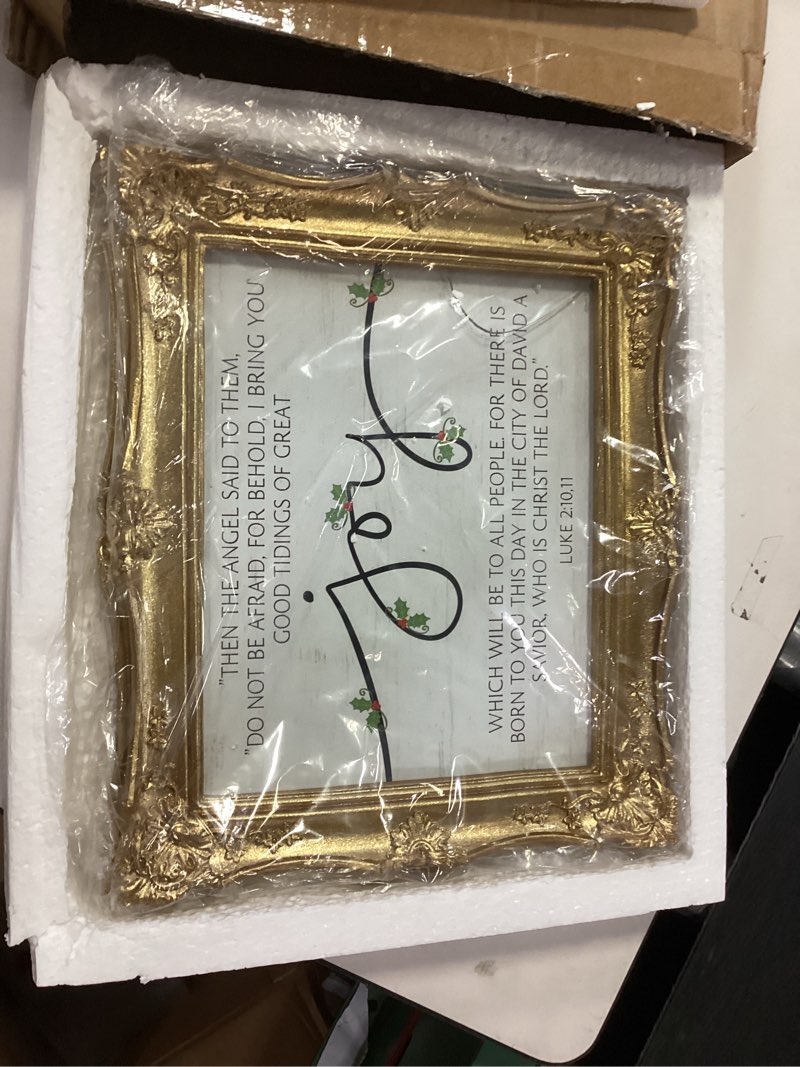 "THEN THE ANGEL SAID TO THEM,
"DO NOT BE AFRAID, FOR BEHOLD, I BRING YOU
GOOD TIDINGS OF GREAT
joy
WHICH WILL BE TO ALL PEOPLE. FOR THERE IS
BORN TO YOU THIS DAY IN THE CITY OF DAVID A
SAVIOR, WHO IS CHRIST THE LORD."
LUKE 2:10,11